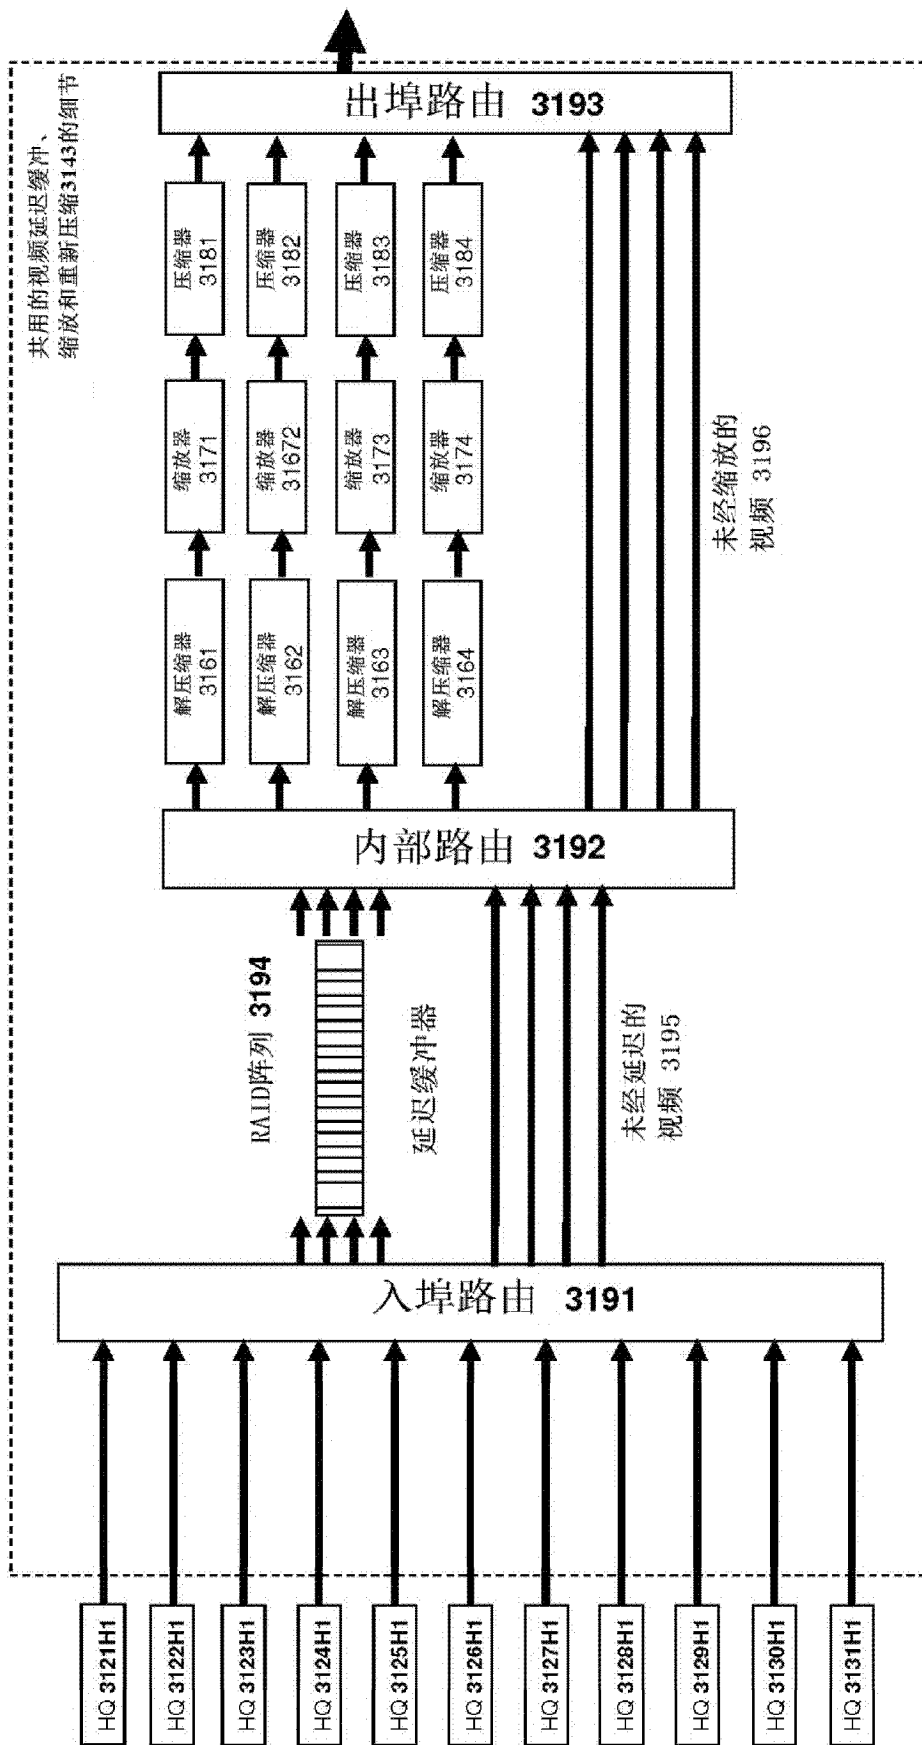 共用的视频延迟缓冲、
缩放和重新压缩3143的细节
出埠路由 3193
压缩器
3181
压缩器
3182
压缩器
3183
压缩器
3184
缩放器
3171
缩放器
31672
缩放器
3173
缩放器
3174
解压缩器
3161
解压缩器
3162
解压缩器
3163
解压缩器
3164
未经缩放的
视频 3196
内部路由 3192
RAID阵列 3194
延迟缓冲器
未经延迟的
视频 3195
入埠路由 3191
HQ 3121H1
HQ 3122H1
HQ 3123H1
HQ 3124H1
HQ 3125H1
HQ 3126H1
HQ 3127H1
HQ 3128H1
HQ 3129H1
HQ 3130H1
HQ 3131H1